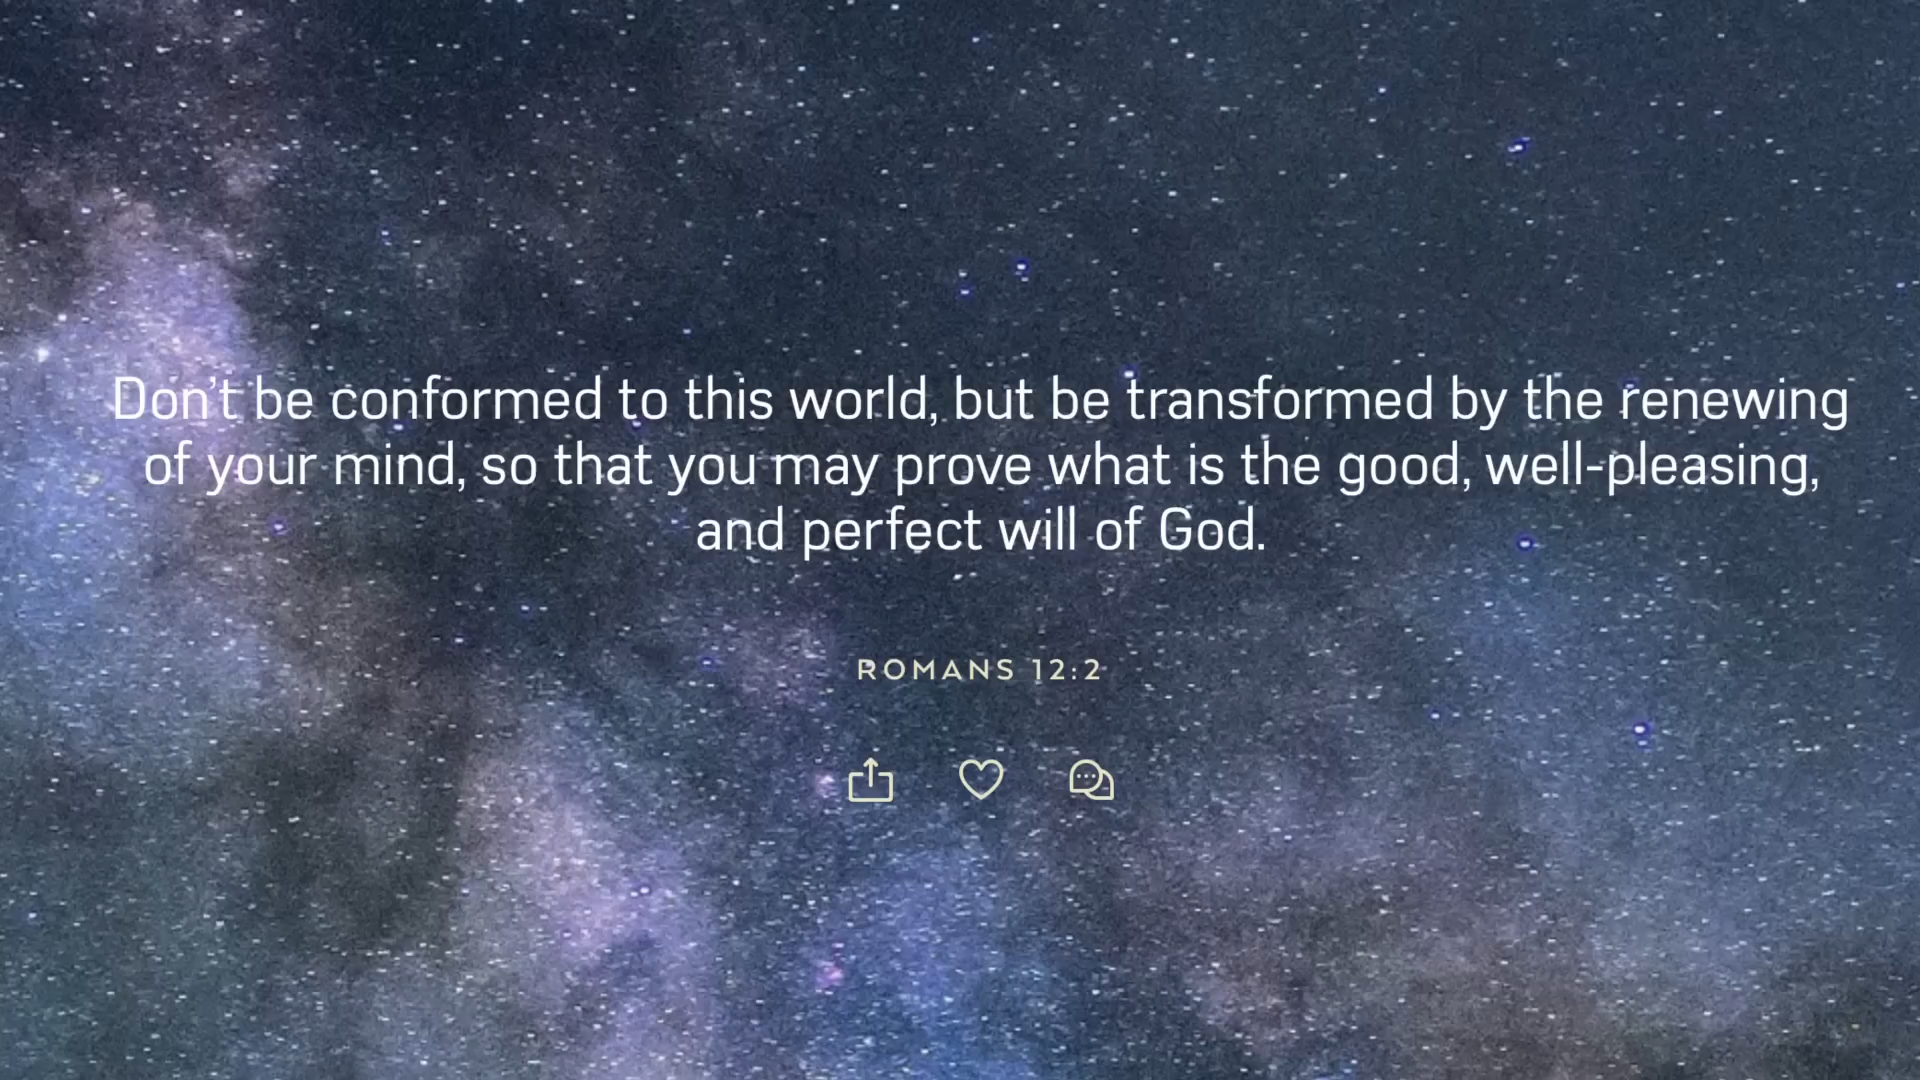 Don’t be conformed to this world, but be transformed by the renewing
of your mind, so that you may prove what is the good, well-pleasing,
and perfect will of God.
ROMANS 12:2